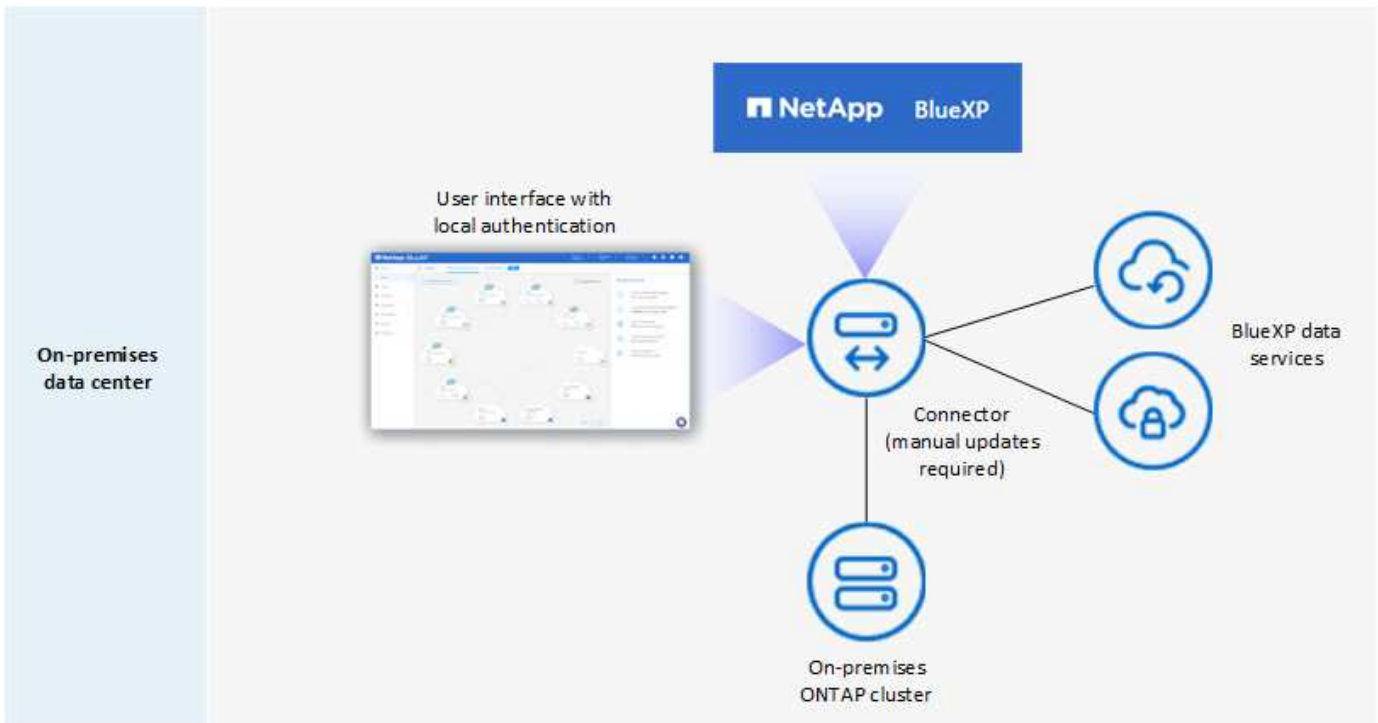 NetApp BlueXP
User interface with
local authentication
On-premises
data center
BlueXP data
services
Connector
(manual updates
required)
On-premises
ONTAP cluster